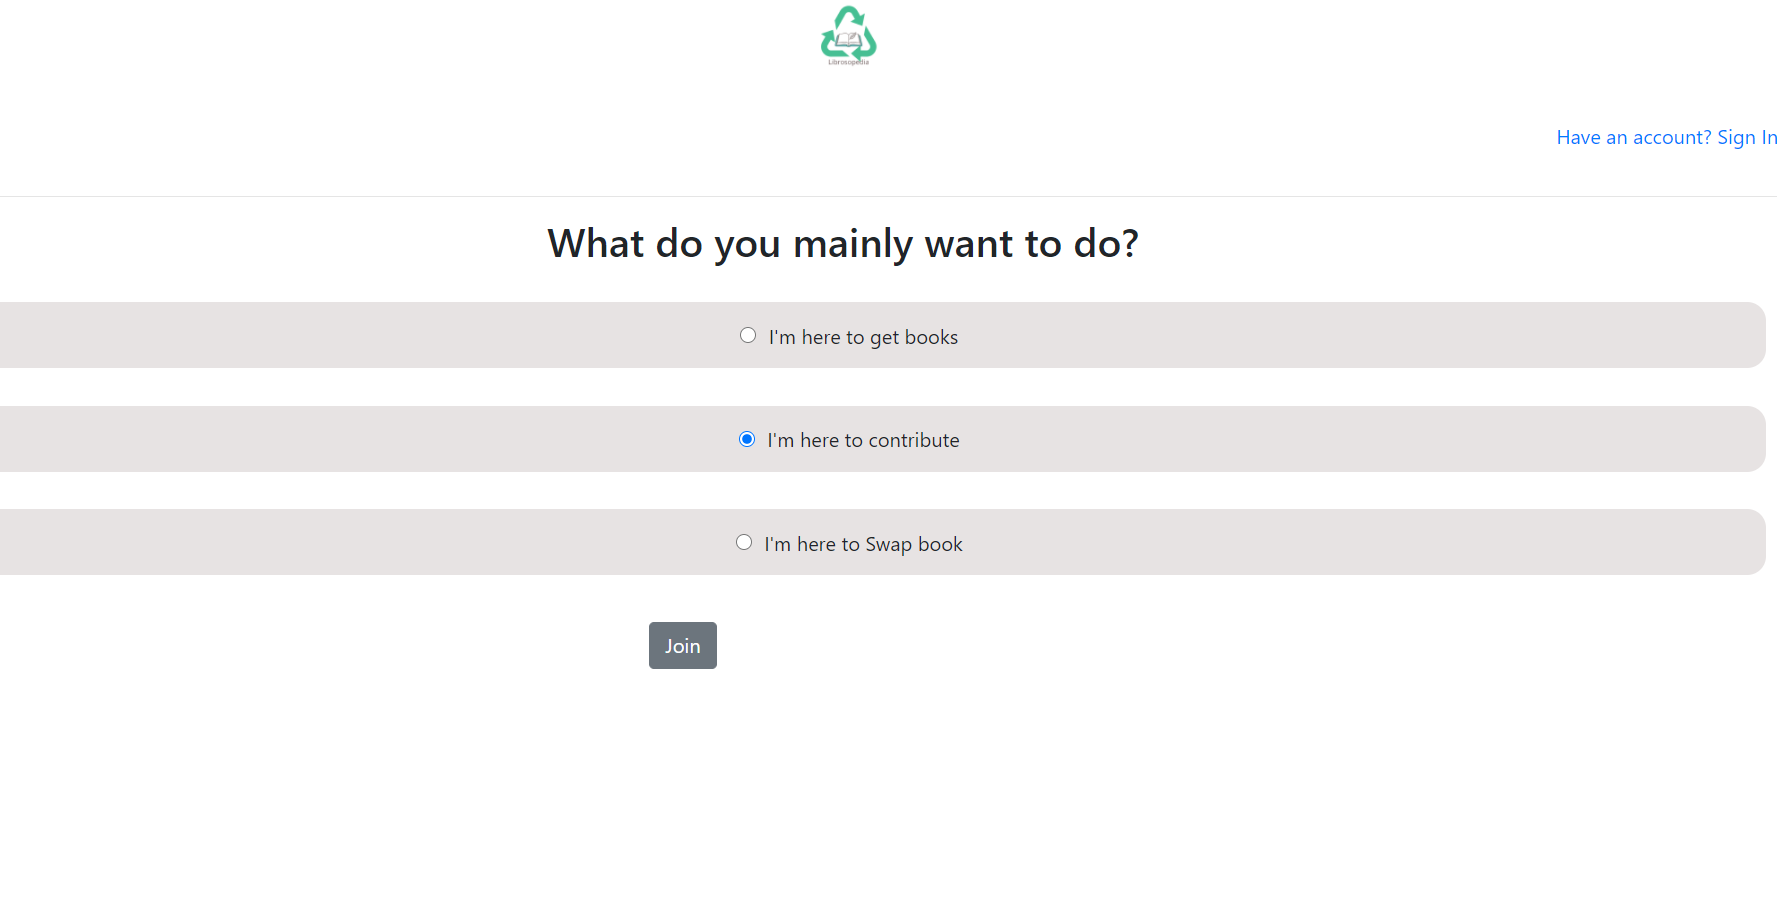 Librosopedia
Have an account? Sign In
What do you mainly want to do?
I'm here to get books
I'm here to contribute
I'm here to Swap book
Join